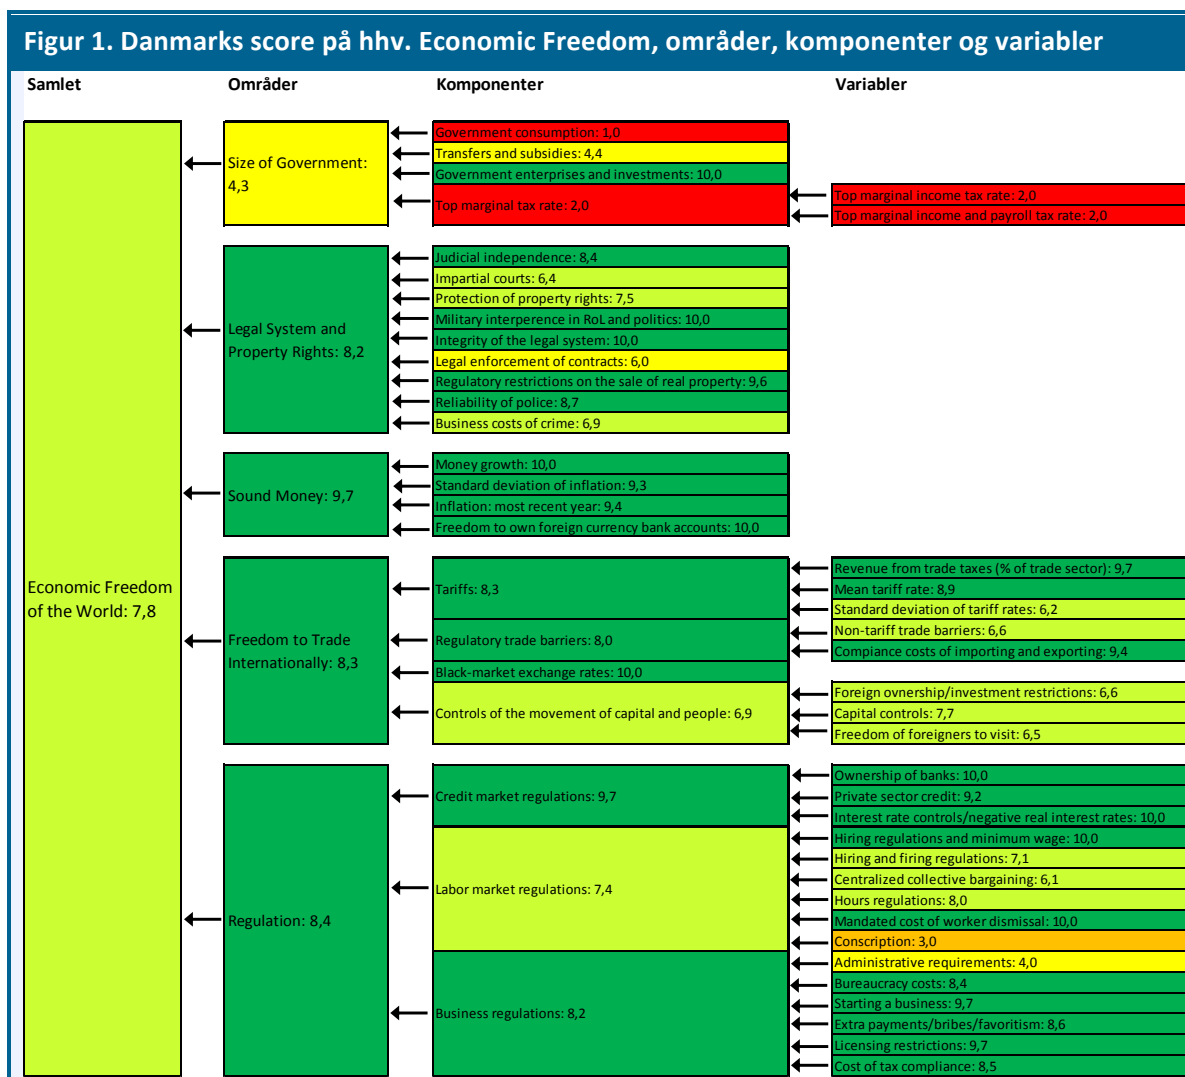 Figur 1. Danmarks score på hhv. Economic Freedom, områder, komponenter og variabler
Samlet
Områder
Komponenter
Variabler
Economic Freedom
of the World: 7,8
Size of Government:
4,3
Government consumption: 1,0
Transfers and subsidies: 4,4
Government enterprises and investments: 10,0
Top marginal tax rate: 2,0
Top marginal income tax rate: 2,0
Top marginal income and payroll tax rate: 2,0
Legal System and
Property Rights: 8,2
Judicial independence: 8,4
Impartial courts: 6,4
Protection of property rights: 7,5
Military interperence in RoL and politics: 10,0
Integrity of the legal system: 10,0
Legal enforcement of contracts: 6,0
Regulatory restrictions on the sale of real property: 9,6
Reliability of police: 8,7
Business costs of crime: 6,9
Sound Money: 9,7
Money growth: 10,0
Standard deviation of inflation: 9,3
Inflation: most recent year: 9,4
Freedom to own foreign currency bank accounts: 10,0
Freedom to Trade
Internationally: 8,3
Tariffs: 8,3
Revenue from trade taxes (% of trade sector): 9,7
Mean tariff rate: 8,9
Standard deviation of tariff rates: 6,2
Regulatory trade barriers: 8,0
Non-tariff trade barriers: 6,6
Compiance costs of importing and exporting: 9,4
Black-market exchange rates: 10,0
Controls of the movement of capital and people: 6,9
Foreign ownership/investment restrictions: 6,6
Capital controls: 7,7
Freedom of foreigners to visit: 6,5
Regulation: 8,4
Credit market regulations: 9,7
Ownership of banks: 10,0
Private sector credit: 9,2
Interest rate controls/negative real interest rates: 10,0
Labor market regulations: 7,4
Hiring regulations and minimum wage: 10,0
Hiring and firing regulations: 7,1
Centralized collective bargaining: 6,1
Hours regulations: 8,0
Mandated cost of worker dismissal: 10,0
Conscription: 3,0
Business regulations: 8,2
Administrative requirements: 4,0
Bureaucracy costs: 8,4
Starting a business: 9,7
Extra payments/bribes/favoritism: 8,6
Licensing restrictions: 9,7
Cost of tax compliance: 8,5